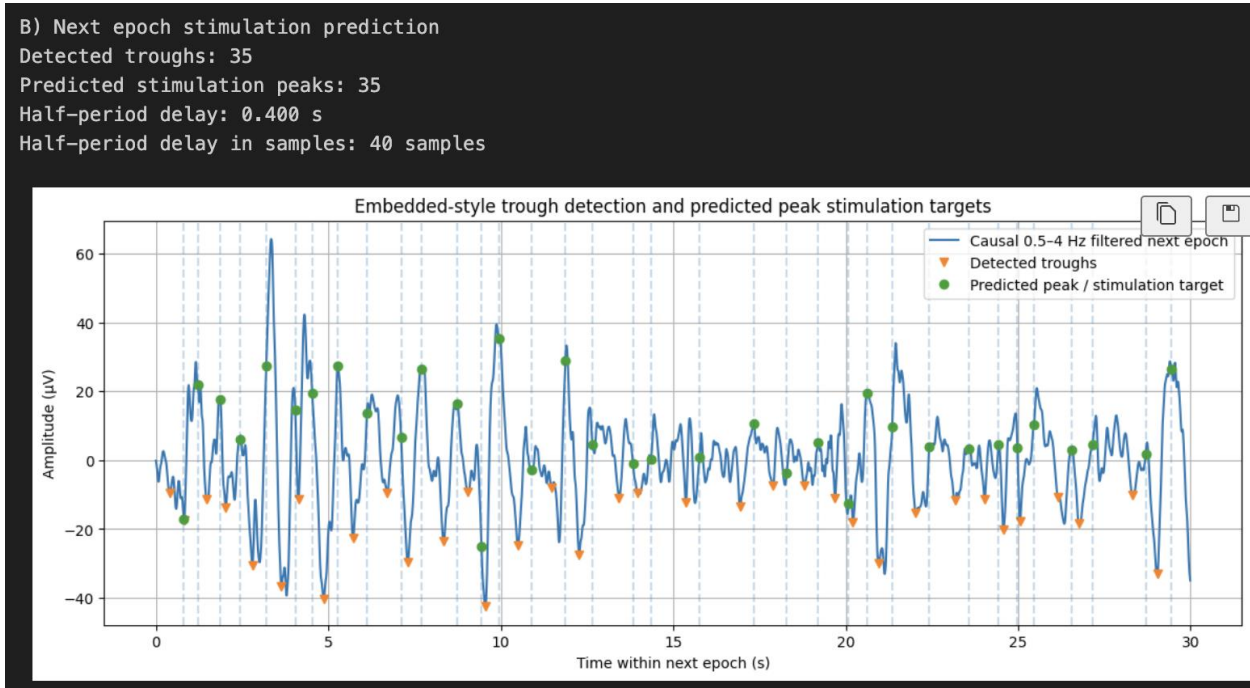 B) Next epoch stimulation prediction
Detected troughs: 35
Predicted stimulation peaks: 35
Half-period delay: 0.400 s
Half-period delay in samples: 40 samples
Embedded-style trough detection and predicted peak stimulation targets
Causal 0.5–4 Hz filtered next epoch
Detected troughs
Predicted peak / stimulation target
Amplitude (µV)
60
40
20
0
−20
−40
0 5 10 15 20 25 30
Time within next epoch (s)